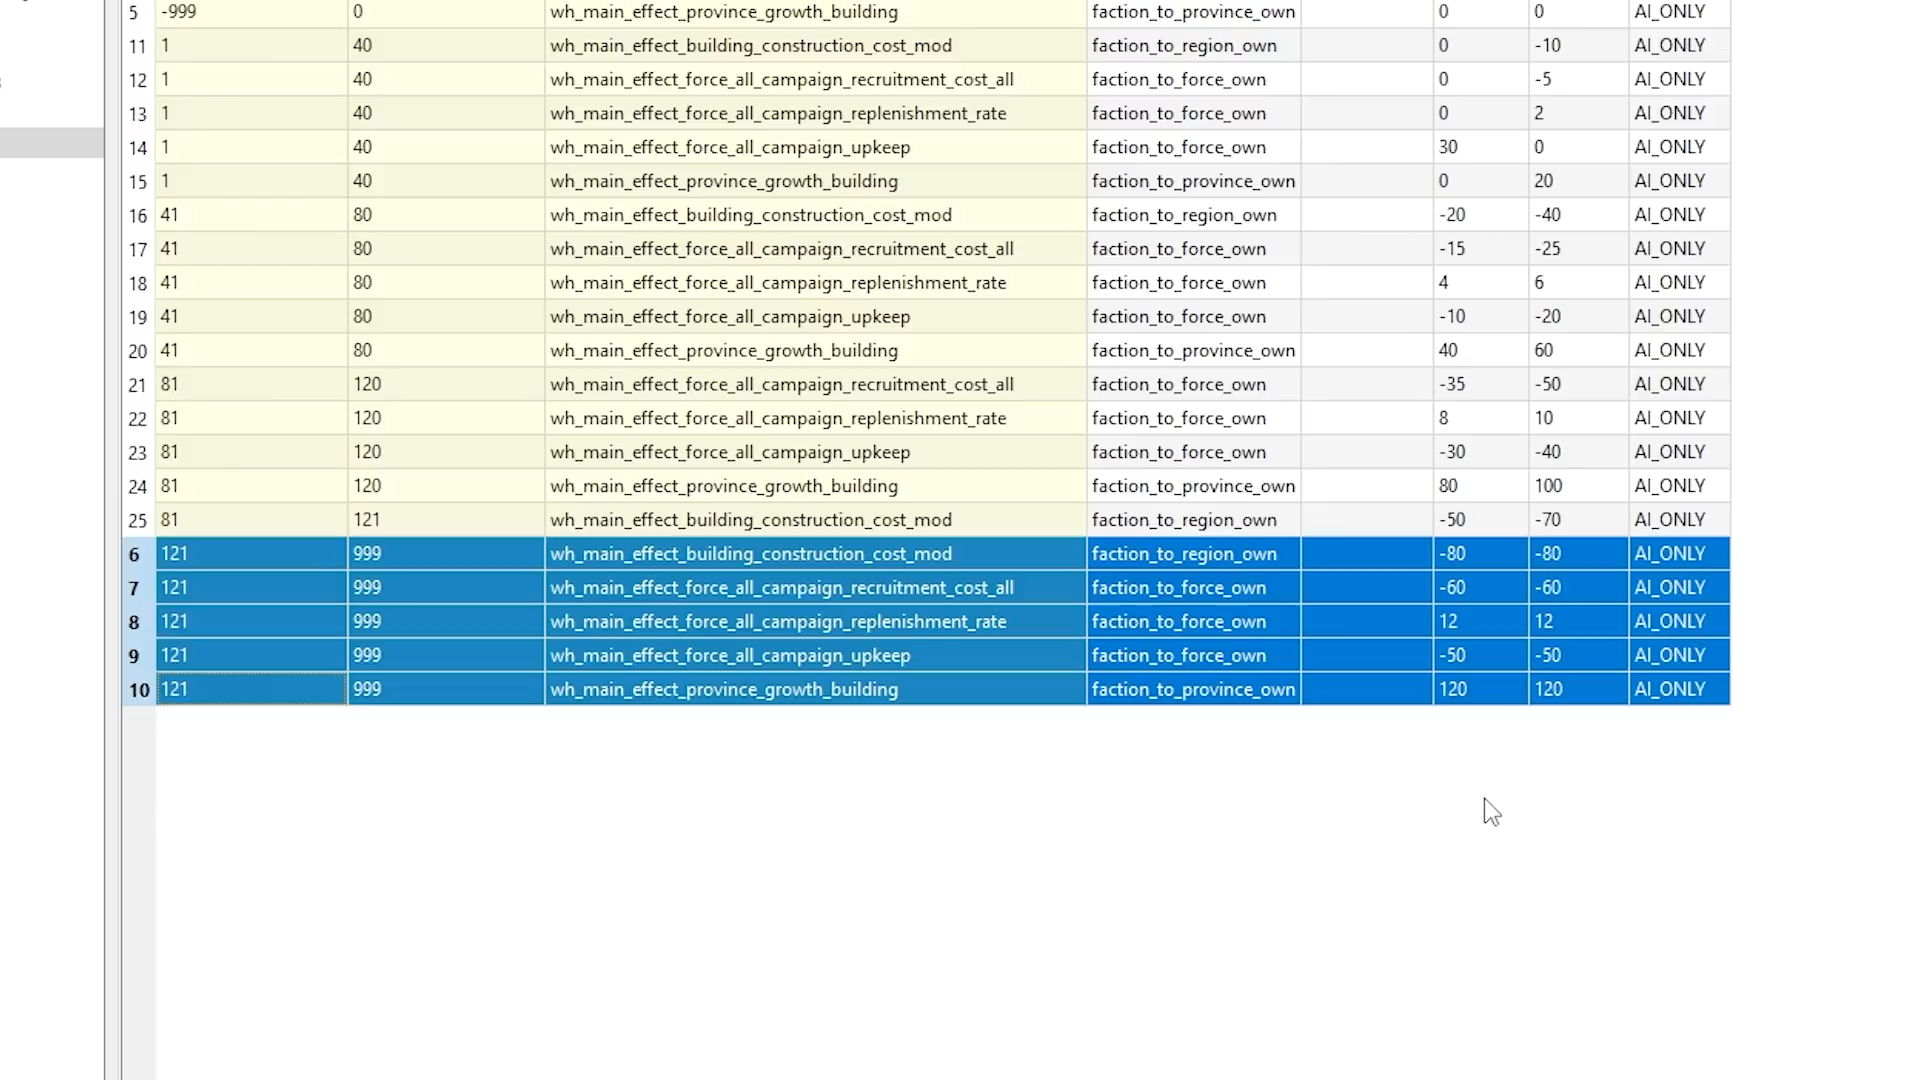 5 -999 0 wh_main_effect_province_growth_building faction_to_province_own 0 0 AI_ONLY
11 1 40 wh_main_effect_building_construction_cost_mod faction_to_region_own 0 -10 AI_ONLY
12 1 40 wh_main_effect_force_all_campaign_recruitment_cost_all faction_to_force_own 0 -5 AI_ONLY
13 1 40 wh_main_effect_force_all_campaign_replenishment_rate faction_to_force_own 0 2 AI_ONLY
14 1 40 wh_main_effect_force_all_campaign_upkeep faction_to_force_own 30 0 AI_ONLY
15 1 40 wh_main_effect_province_growth_building faction_to_province_own 0 20 AI_ONLY
16 41 80 wh_main_effect_building_construction_cost_mod faction_to_region_own -20 -40 AI_ONLY
17 41 80 wh_main_effect_force_all_campaign_recruitment_cost_all faction_to_force_own -15 -25 AI_ONLY
18 41 80 wh_main_effect_force_all_campaign_replenishment_rate faction_to_force_own 4 6 AI_ONLY
19 41 80 wh_main_effect_force_all_campaign_upkeep faction_to_force_own -10 -20 AI_ONLY
20 41 80 wh_main_effect_province_growth_building faction_to_province_own 40 60 AI_ONLY
21 81 120 wh_main_effect_force_all_campaign_recruitment_cost_all faction_to_force_own -35 -50 AI_ONLY
22 81 120 wh_main_effect_force_all_campaign_replenishment_rate faction_to_force_own 8 10 AI_ONLY
23 81 120 wh_main_effect_force_all_campaign_upkeep faction_to_force_own -30 -40 AI_ONLY
24 81 120 wh_main_effect_province_growth_building faction_to_province_own 80 100 AI_ONLY
25 81 121 wh_main_effect_building_construction_cost_mod faction_to_region_own -50 -70 AI_ONLY
6 121 999 wh_main_effect_building_construction_cost_mod faction_to_region_own -80 -80 AI_ONLY
7 121 999 wh_main_effect_force_all_campaign_recruitment_cost_all faction_to_force_own -60 -60 AI_ONLY
8 121 999 wh_main_effect_force_all_campaign_replenishment_rate faction_to_force_own 12 12 AI_ONLY
9 121 999 wh_main_effect_force_all_campaign_upkeep faction_to_force_own -50 -50 AI_ONLY
10 121 999 wh_main_effect_province_growth_building faction_to_province_own 120 120 AI_ONLY